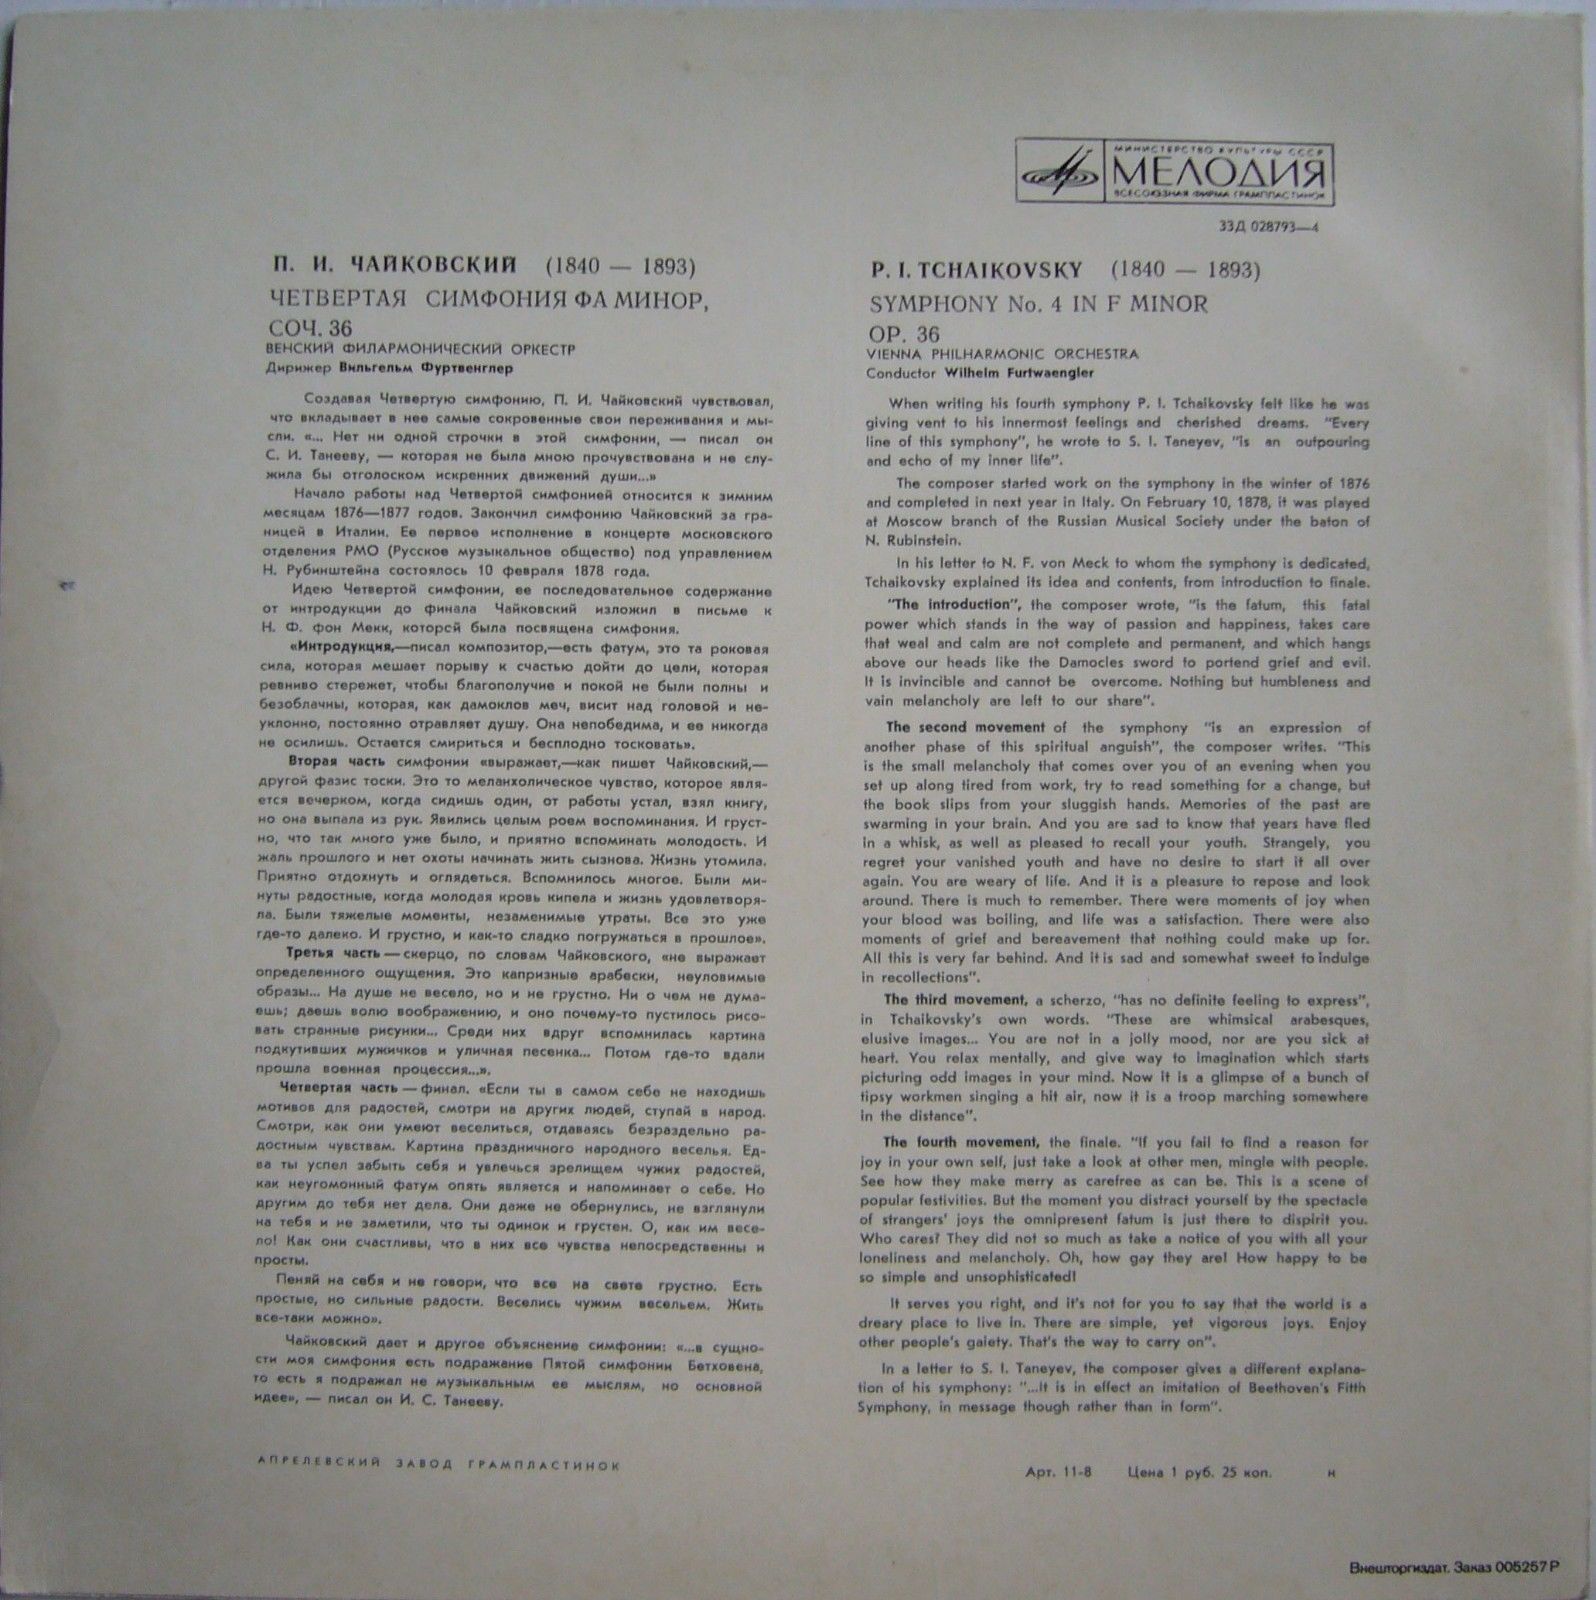 МИНИСТЕРСТВО КУЛЬТУРЫ СССР
МЕЛОДИЯ
ВСЕСОЮЗНАЯ ФИРМА ГРАМПЛАСТИНОК
33Д 028793—4
П. И. ЧАЙКОВСКИЙ (1840 — 1893)
ЧЕТВЕРТАЯ СИМФОНИЯ ФА МИНОР,
СОЧ. 36
ВЕНСКИЙ ФИЛАРМОНИЧЕСКИЙ ОРКЕСТР
Дирижер Вильгельм Фуртвенглер
Создавая Четвертую симфонию, П. И. Чайковский чувствовал,
что вкладывает в нее самые сокровенные свои переживания и мы-
сли. «... Нет ни одной строчки в этой симфонии, — писал он
С. И. Танееву, — которая не была мною прочувствована и не слу-
жила бы отголоском искренних движений души...»
Начало работы над Четвертой симфонией относится к зимним
месяцам 1876—1877 годов. Закончил симфонию Чайковский за гра-
ницей в Италии. Ее первое исполнение в концерте московского
отделения РМО (Русское музыкальное общество) под управлением
Н. Рубинштейна состоялось 10 февраля 1878 года.
Идею Четвертой симфонии, ее последовательное содержание
от интродукции до финала Чайковский изложил в письме к
Н. Ф. фон Мекк, которсй была посвящена симфония.
«Интродукция,—писал композитор,—есть фатум, это та роковая
сила, которая мешает порыву к счастью дойти до цели, которая
ревниво стережет, чтобы благополучие и покой не были полны и
безоблачны, которая, как дамоклов меч, висит над головой и не-
уклонно, постоянно отравляет душу. Она непобедима, и ее никогда
не осилишь. Остается смириться и бесплодно тосковать».
Вторая часть симфонии «выражает,—как пишет Чайковский,—
другой фазис тоски. Это то меланхолическое чувство, которое явля-
ется вечерком, когда сидишь один, от работы устал, взял книгу,
но она выпала из рук. Явились целым роем воспоминания. И груст-
но, что так много уже было, и приятно вспоминать молодость. И
жаль прошлого и нет охоты начинать жить сызнова. Жизнь утомила.
Приятно отдохнуть и оглядеться. Вспомнилось многое. Были ми-
нуты радостные, когда молодая кровь кипела и жизнь удовлетворя-
ла. Были тяжелые моменты, незаменимые утраты. Все это уже
где-то далеко. И грустно, и как-то сладко погружаться в прошлое».
Третья часть — скерцо, по словам Чайковского, «не выражает
определенного ощущения. Это капризные арабески, неуловимые
образы... На душе не весело, но и не грустно. Ни о чем не дума-
ешь; даешь волю воображению, и оно почему-то пустилось рисо-
вать странные рисунки... Среди них вдруг вспомнилась картина
подкутивших мужичков и уличная песенка... Потом где-то вдали
прошла военная процессия...».
Четвертая часть — финал. «Если ты в самом себе не находишь
мотивов для радостей, смотри на других людей, ступай в народ.
Смотри, как они умеют веселиться, отдаваясь безраздельно ра-
достным чувствам. Картина праздничного народного веселья. Ед-
ва ты успел забыть себя и увлечься зрелищем чужих радостей,
как неугомонный фатум опять является и напоминает о себе. Но
другим до тебя нет дела. Они даже не обернулись, не взглянули
на тебя и не заметили, что ты одинок и грустен. О, как им весе-
ло! Как они счастливы, что в них все чувства непосредственны и
просты.
Пеняй на себя и не говори, что все на свете грустно. Есть
простые, но сильные радости. Веселись чужим весельем. Жить
все-таки можно».
Чайковский дает и другое объяснение симфонии: «...в сущно-
сти моя симфония есть подражание Пятой симфонии Бетховена,
то есть я подражал не музыкальным ее мыслям, но основной
идее», — писал он И. С. Танееву.
АПРЕЛЕВСКИЙ ЗАВОД ГРАМПЛАСТИНОК
P. I. TCHAIKOVSKY (1840 — 1893)
SYMPHONY No. 4 IN F MINOR
OP. 36
VIENNA PHILHARMONIC ORCHESTRA
Conductor Wilhelm Furtwaengler
When writing his fourth symphony P. I. Tchaikovsky felt like he was
giving vent to his innermost feelings and cherished dreams. "Every
line of this symphony", he wrote to S. I. Taneyev, "is an outpouring
and echo of my inner life".
The composer started work on the symphony in the winter of 1876
and completed in next year in Italy. On February 10, 1878, it was played
at Moscow branch of the Russian Musical Society under the baton of
N. Rubinstein.
In his letter to N. F. von Meck to whom the symphony is dedicated,
Tchaikovsky explained its idea and contents, from introduction to finale.
"The introduction", the composer wrote, "is the fatum, this fatal
power which stands in the way of passion and happiness, takes care
that weal and calm are not complete and permanent, and which hangs
above our heads like the Damocles sword to portend grief and evil.
It is invincible and cannot be overcome. Nothing but humbleness and
vain melancholy are left to our share".
The second movement of the symphony "is an expression of
another phase of this spiritual anguish", the composer writes. "This
is the small melancholy that comes over you of an evening when you
set up along tired from work, try to read something for a change, but
the book slips from your sluggish hands. Memories of the past are
swarming in your brain. And you are sad to know that years have fled
in a whisk, as well as pleased to recall your youth. Strangely, you
regret your vanished youth and have no desire to start it all over
again. You are weary of life. And it is a pleasure to repose and look
around. There is much to remember. There were moments of joy when
your blood was boiling, and life was a satisfaction. There were also
moments of grief and bereavement that nothing could make up for.
All this is very far behind. And it is sad and somewhat sweet to indulge
in recollections".
The third movement, a scherzo, "has no definite feeling to express",
in Tchaikovsky's own words. "These are whimsical arabesques,
elusive images... You are not in a jolly mood, nor are you sick at
heart. You relax mentally, and give way to imagination which starts
picturing odd images in your mind. Now it is a glimpse of a bunch of
tipsy workmen singing a hit air, now it is a troop marching somewhere
in the distance".
The fourth movement, the finale. "If you fail to find a reason for
joy in your own self, just take a look at other men, mingle with people.
See how they make merry as carefree as can be. This is a scene of
popular festivities. But the moment you distract yourself by the spectacle
of strangers' joys the omnipresent fatum is just there to dispirit you.
Who cares? They did not so much as take a notice of you with all your
loneliness and melancholy. Oh, how gay they are! How happy to be
so simple and unsophisticated!
It serves you right, and it's not for you to say that the world is a
dreary place to live in. There are simple, yet vigorous joys. Enjoy
other people's gaiety. That's the way to carry on".
In a letter to S. I. Taneyev, the composer gives a different explana-
tion of his symphony: "...It is in effect an imitation of Beethoven's Fifth
Symphony, in message though rather than in form".
Арт. 11-8 Цена 1 руб. 25 коп. н
Внешторгиздат. Заказ 005257Р